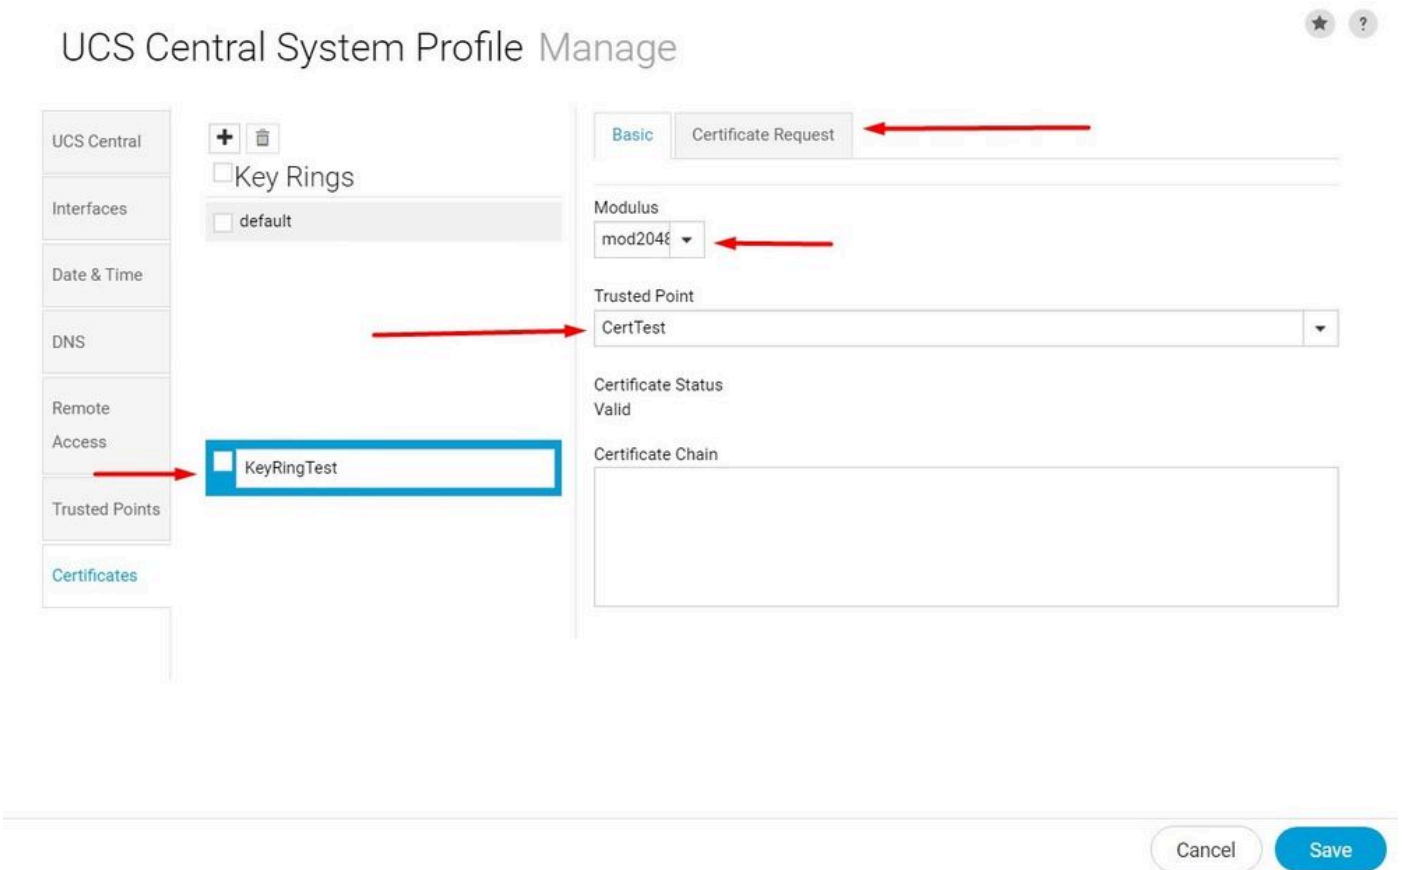 UCS Central System Profile Manage
?
UCS Central
Interfaces
Date & Time
DNS
Remote
Access
Trusted Points
Certificates
Key Rings
default
KeyRingTest
Basic
Certificate Request
Modulus
mod2048
Trusted Point
CertTest
Certificate Status
Valid
Certificate Chain
Cancel
Save